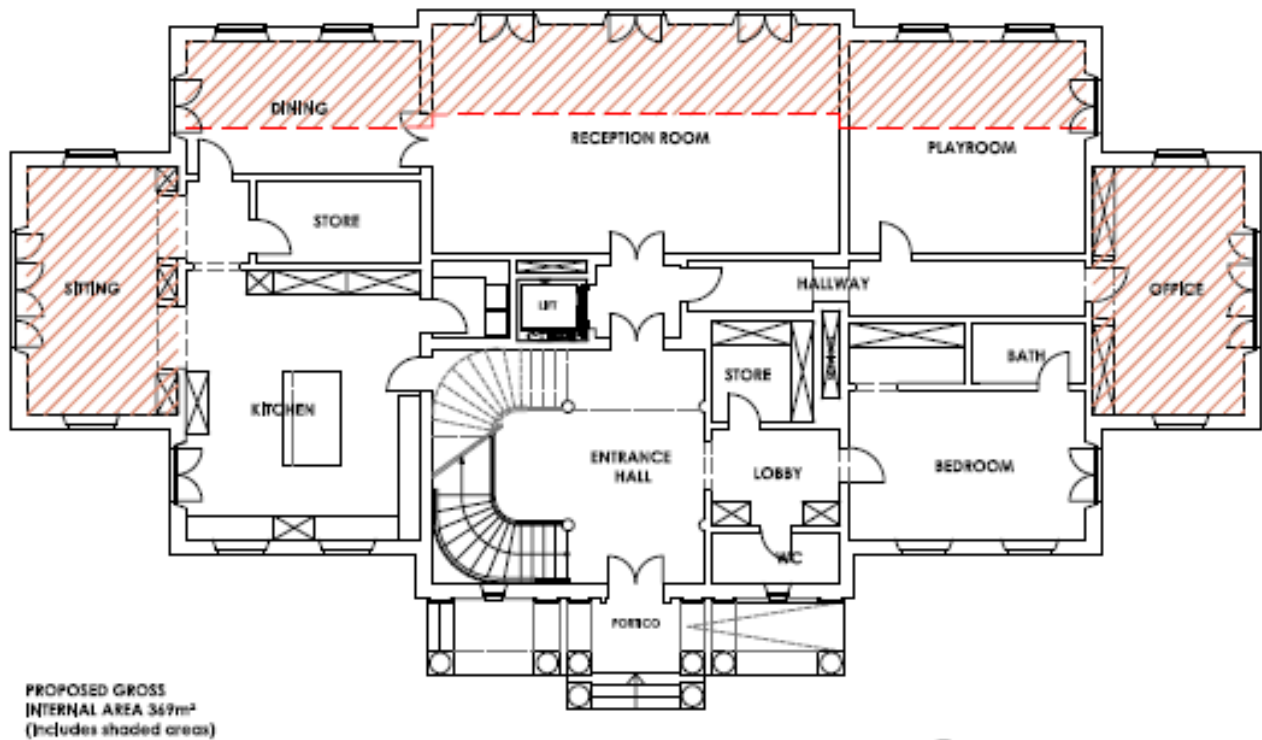 DINING
RECEPTION ROOM
PLAYROOM
STORE
SITTING
HALLWAY
OFFICE
LIFT
BATH
STORE
KITCHEN
ENTRANCE
HALL
LOBBY
BEDROOM
WC
PORTICO
PROPOSED GROSS
INTERNAL AREA 369m²
(Includes shaded areas)